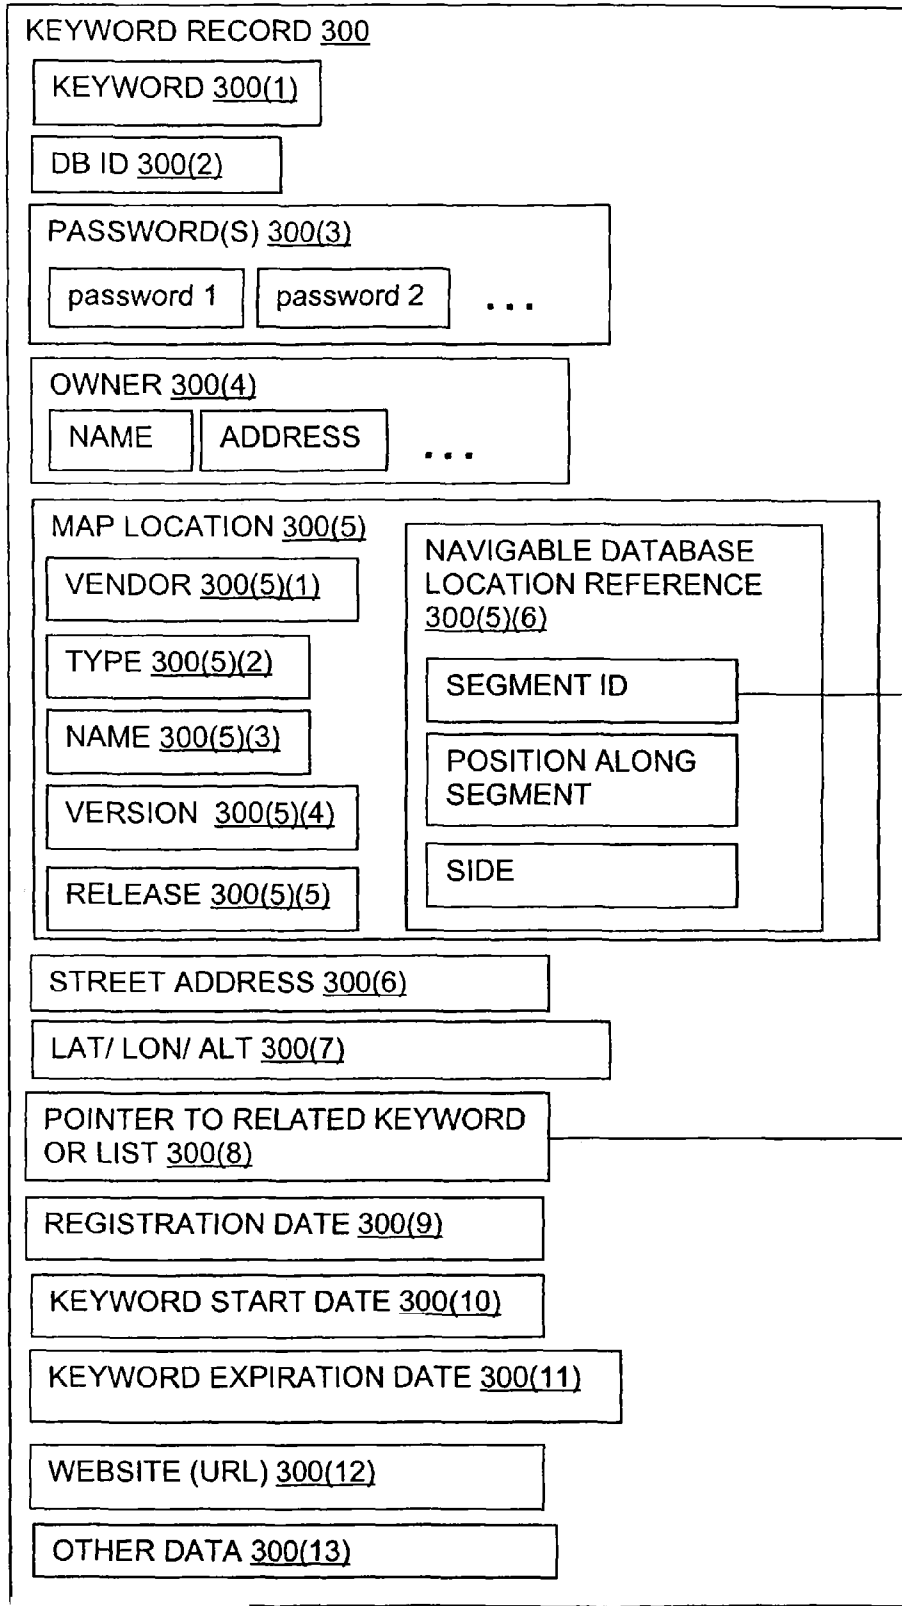 KEYWORD RECORD 300
KEYWORD 300(1)
DB ID 300(2)
PASSWORD(S) 300(3)
password 1
password 2
...
OWNER 300(4)
NAME
ADDRESS
...
MAP LOCATION 300(5)
VENDOR 300(5)(1)
TYPE 300(5)(2)
NAME 300(5)(3)
VERSION 300(5)(4)
RELEASE 300(5)(5)
NAVIGABLE DATABASE
LOCATION REFERENCE
300(5)(6)
SEGMENT ID
POSITION ALONG
SEGMENT
SIDE
STREET ADDRESS 300(6)
LAT/ LON/ ALT 300(7)
POINTER TO RELATED KEYWORD
OR LIST 300(8)
REGISTRATION DATE 300(9)
KEYWORD START DATE 300(10)
KEYWORD EXPIRATION DATE 300(11)
WEBSITE (URL) 300(12)
OTHER DATA 300(13)